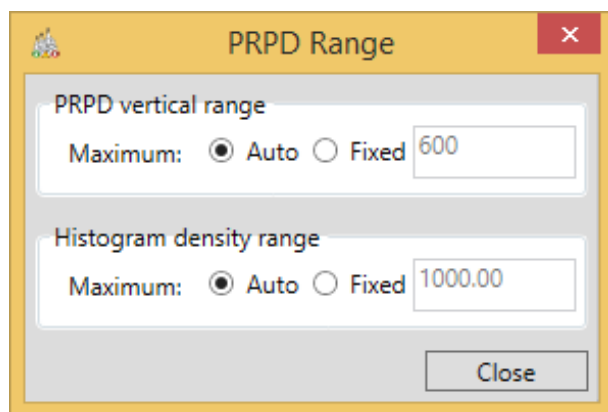 PRPD Range
PRPD vertical range
Maximum: Auto Fixed 600
Histogram density range
Maximum: Auto Fixed 1000.00
Close